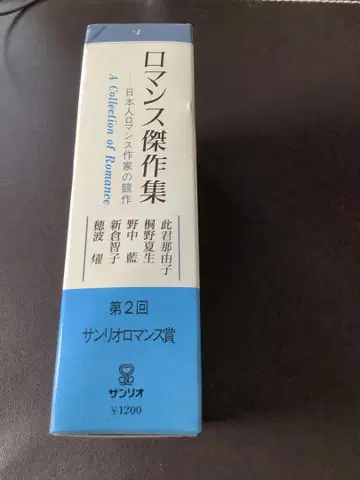 ロマンス傑作集
―日本人ロマンス作家の競作
A Collection of Romance
此君那由子
桐野夏生
野中 藍
新倉智子
穂波 燿
第2回
サンリオロマンス賞
サンリオ
¥1200